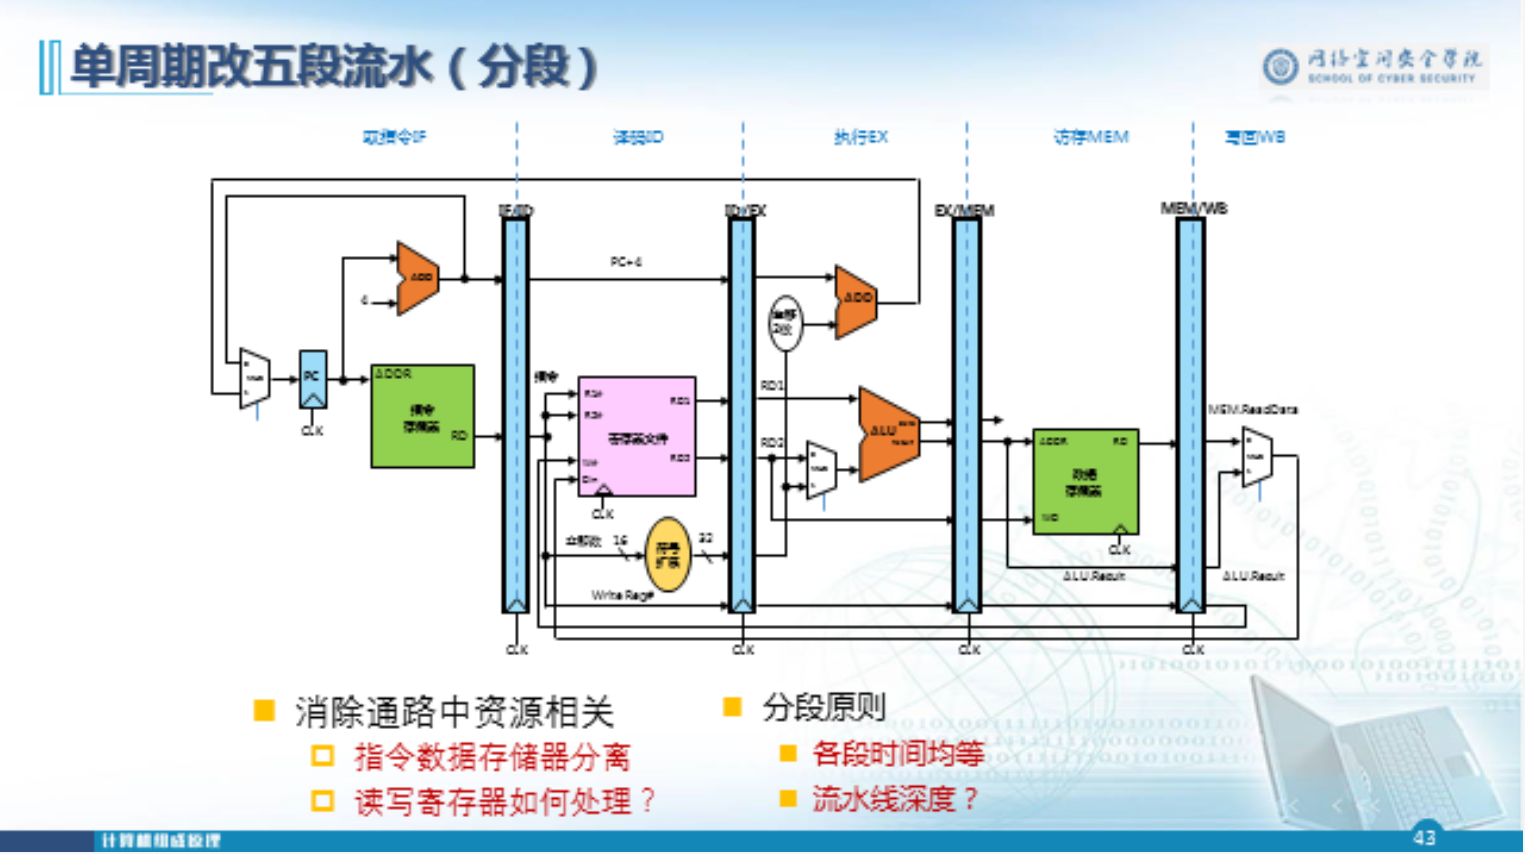 单周期改五段流水（分段）
网络空间安全学院
SCHOOL OF CYBER SECURITY
取指令IF
译码ID
执行EX
访存MEM
写回WB
IF/ID
ID/EX
EX/MEM
MEM/WB
PC+4
ADD
4
ADD
左移
2位
PC
CLK
ADDR
指令
存储器
RD
指令
R1#
R2#
W#
Din
寄存器文件
RD1
RD2
CLK
RD1
RD2
ALU
ADDR
RD
数据
存储器
WD
CLK
MEM.ReadData
立即数
16
符号
扩展
32
ALU.Result
ALU.Result
Write Reg#
CLK
CLK
CLK
CLK
消除通路中资源相关
指令数据存储器分离
读写寄存器如何处理？
分段原则
各段时间均等
流水线深度？
计算机组成原理
43